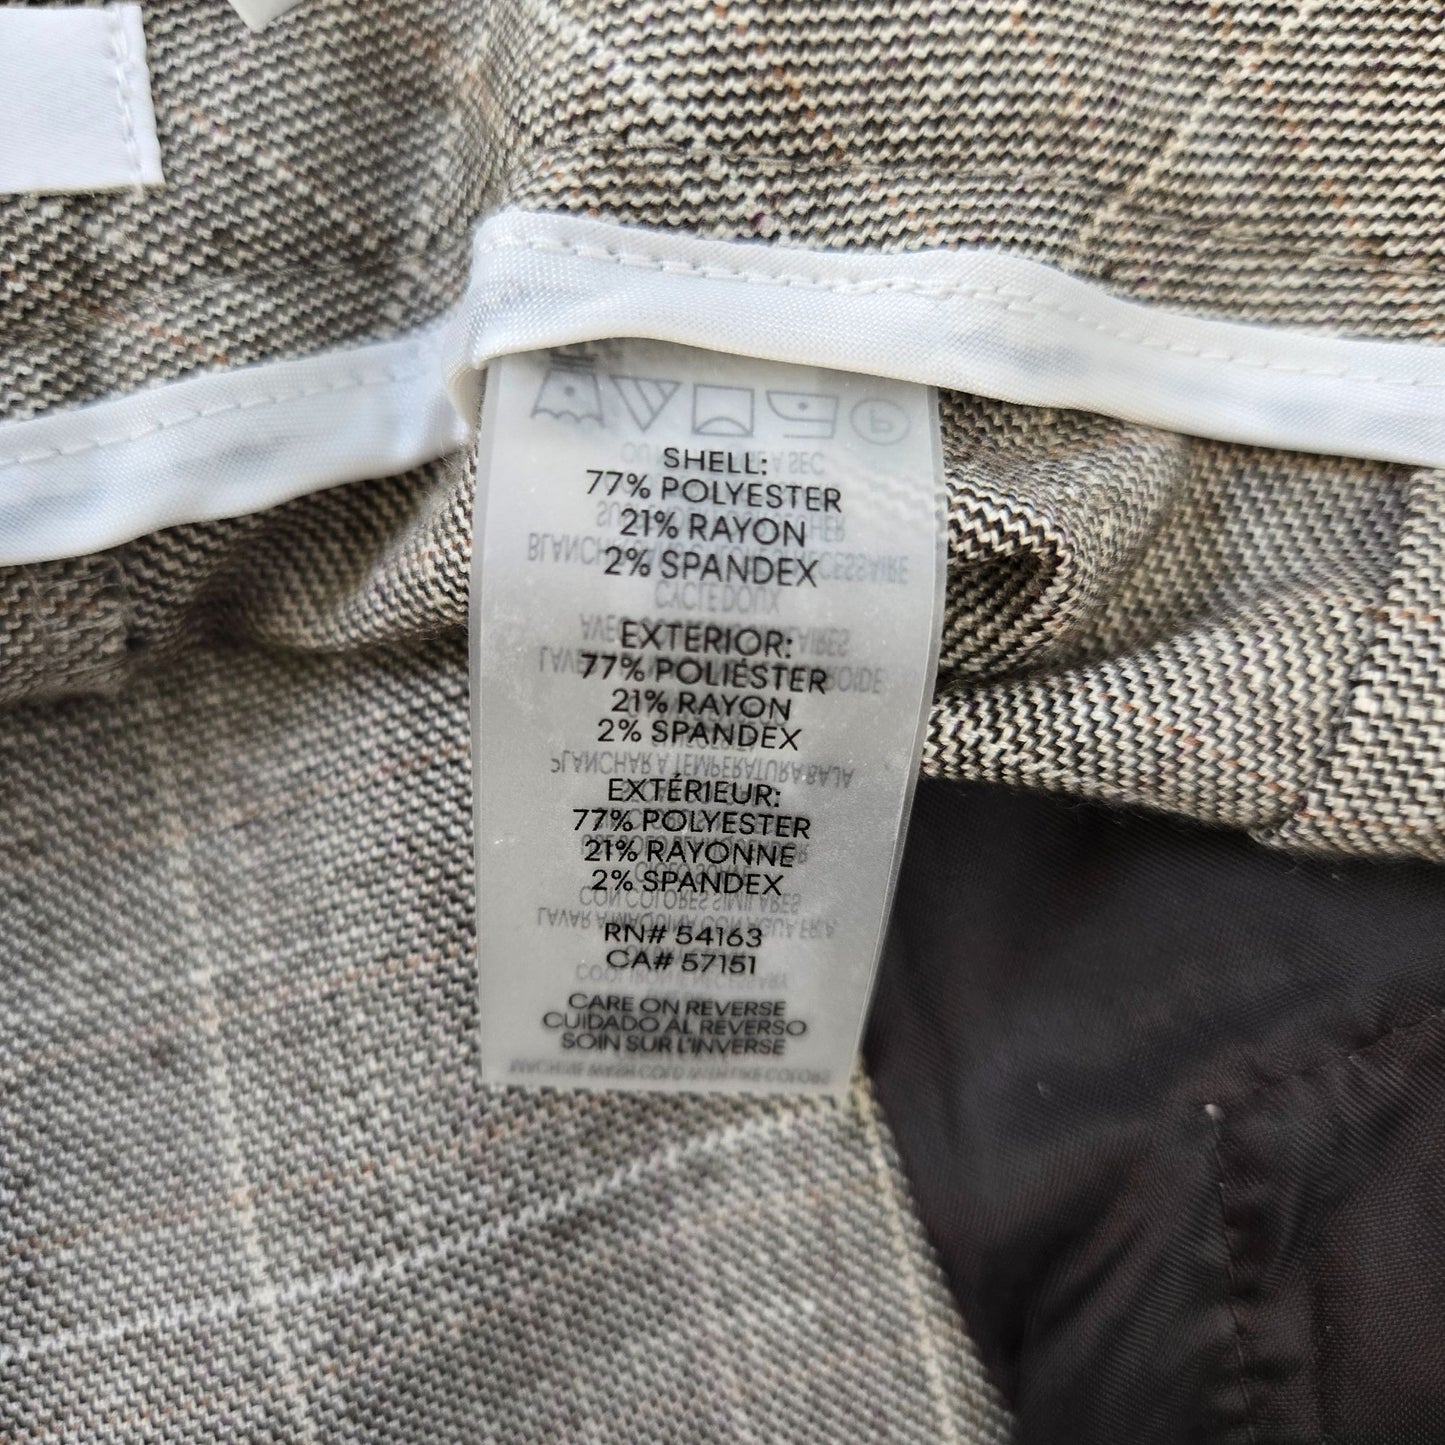 SHELL:
77% POLYESTER
21% RAYON
2% SPANDEX
EXTERIOR:
77% POLIÉSTER
21% RAYON
2% SPANDEX
EXTÉRIEUR:
77% POLYESTER
21% RAYONNE
2% SPANDEX
RN# 54163
CA# 57151
CARE ON REVERSE
CUIDADO AL REVERSO
SOIN SUR L'INVERSE